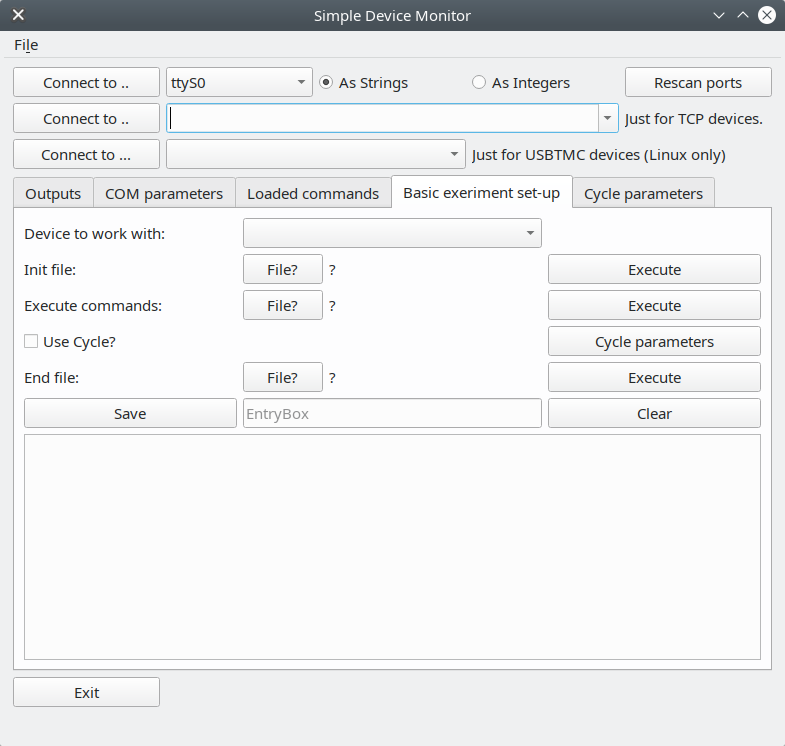 Simple Device Monitor
File
Connect to .. ttyS0 As Strings As Integers Rescan ports
Connect to .. Just for TCP devices.
Connect to ... Just for USBTMC devices (Linux only)
Outputs COM parameters Loaded commands Basic exeriment set-up Cycle parameters
Device to work with:
Init file: File? ? Execute
Execute commands: File? ? Execute
Use Cycle? Cycle parameters
End file: File? ? Execute
Save EntryBox Clear
Exit